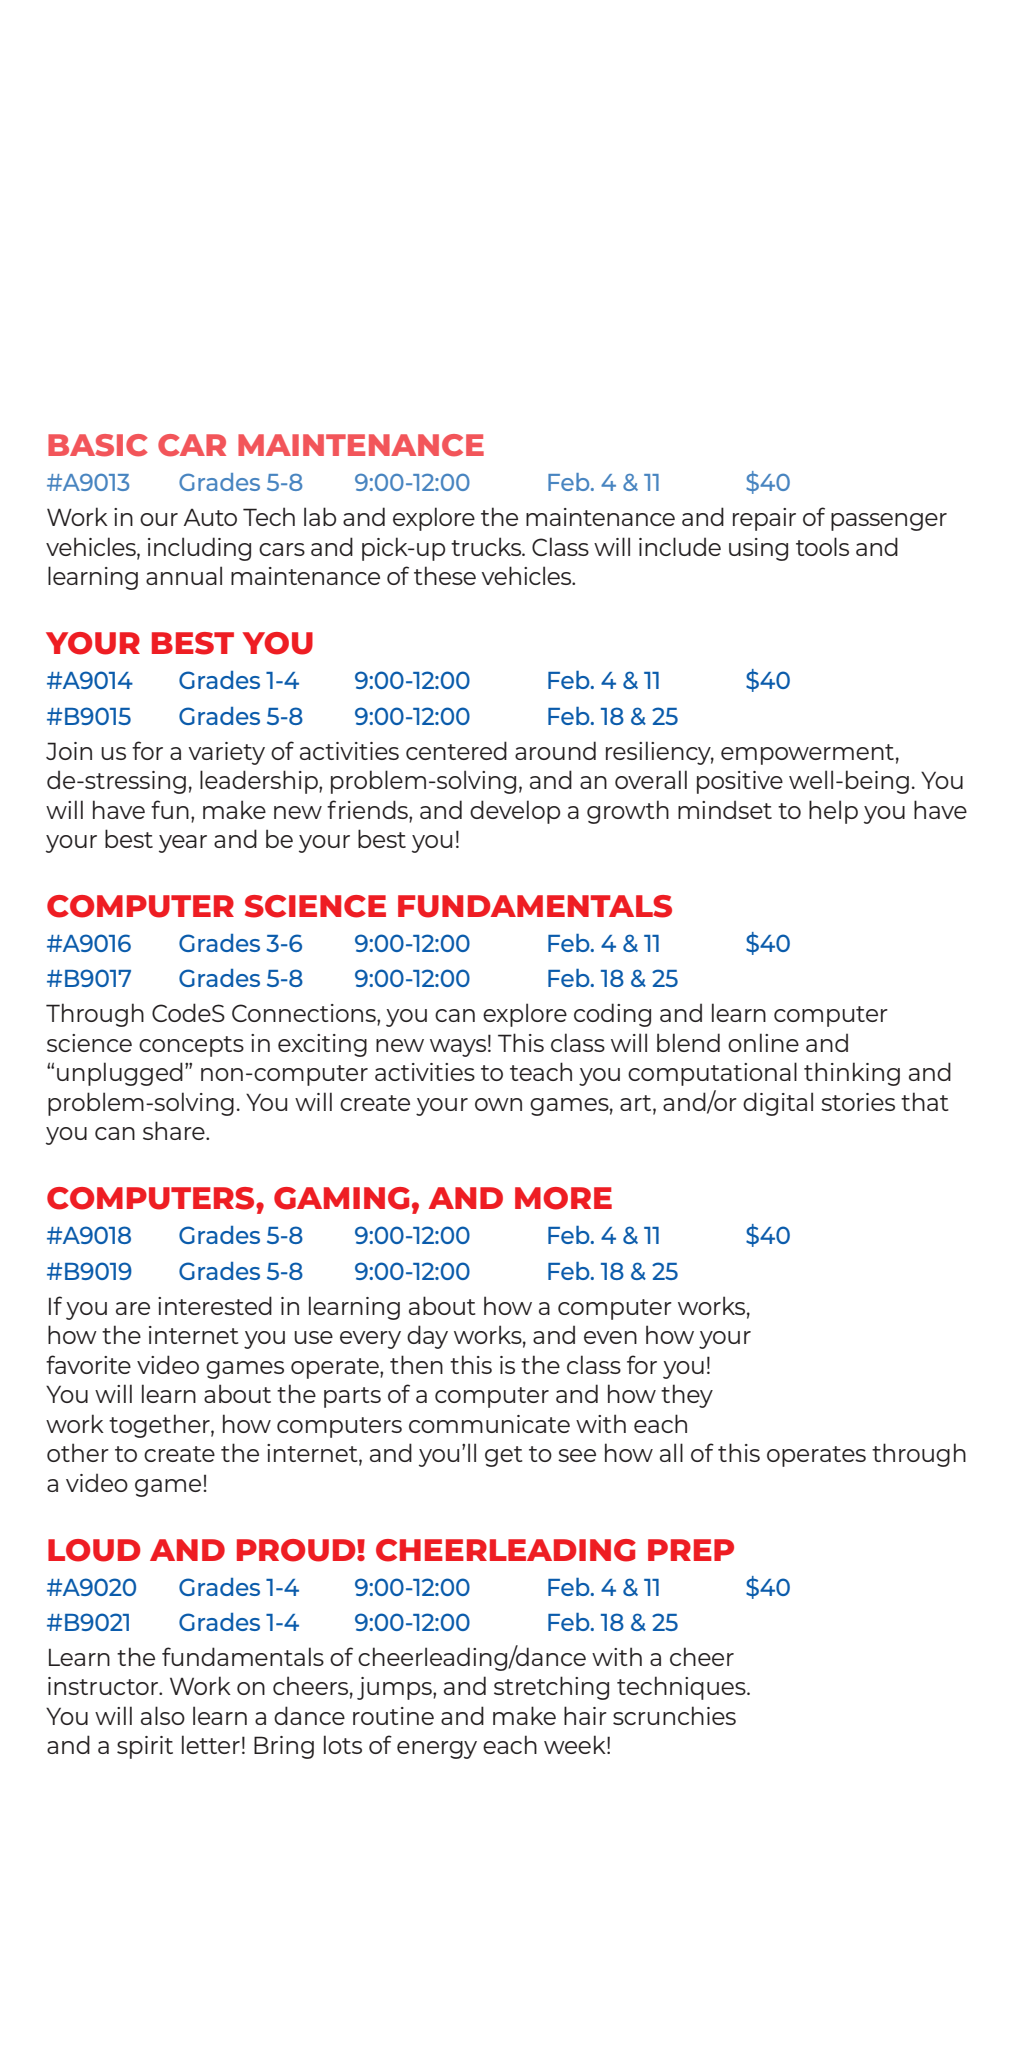 BASIC CAR MAINTENANCE
#A9013 Grades 5-8 9:00-12:00 Feb. 4 & 11 $40
Work in our Auto Tech lab and explore the maintenance and repair of passenger
vehicles, including cars and pick-up trucks. Class will include using tools and
learning annual maintenance of these vehicles.
YOUR BEST YOU
#A9014 Grades 1-4 9:00-12:00 Feb. 4 & 11 $40
#B9015 Grades 5-8 9:00-12:00 Feb. 18 & 25
Join us for a variety of activities centered around resiliency, empowerment,
de-stressing, leadership, problem-solving, and an overall positive well-being. You
will have fun, make new friends, and develop a growth mindset to help you have
your best year and be your best you!
COMPUTER SCIENCE FUNDAMENTALS
#A9016 Grades 3-6 9:00-12:00 Feb. 4 & 11 $40
#B9017 Grades 5-8 9:00-12:00 Feb. 18 & 25
Through CodeS Connections, you can explore coding and learn computer
science concepts in exciting new ways! This class will blend online and
“unplugged” non-computer activities to teach you computational thinking and
problem-solving. You will create your own games, art, and/or digital stories that
you can share.
COMPUTERS, GAMING, AND MORE
#A9018 Grades 5-8 9:00-12:00 Feb. 4 & 11 $40
#B9019 Grades 5-8 9:00-12:00 Feb. 18 & 25
If you are interested in learning about how a computer works,
how the internet you use every day works, and even how your
favorite video games operate, then this is the class for you!
You will learn about the parts of a computer and how they
work together, how computers communicate with each
other to create the internet, and you’ll get to see how all of this operates through
a video game!
LOUD AND PROUD! CHEERLEADING PREP
#A9020 Grades 1-4 9:00-12:00 Feb. 4 & 11 $40
#B9021 Grades 1-4 9:00-12:00 Feb. 18 & 25
Learn the fundamentals of cheerleading/dance with a cheer
instructor. Work on cheers, jumps, and stretching techniques.
You will also learn a dance routine and make hair scrunchies
and a spirit letter! Bring lots of energy each week!